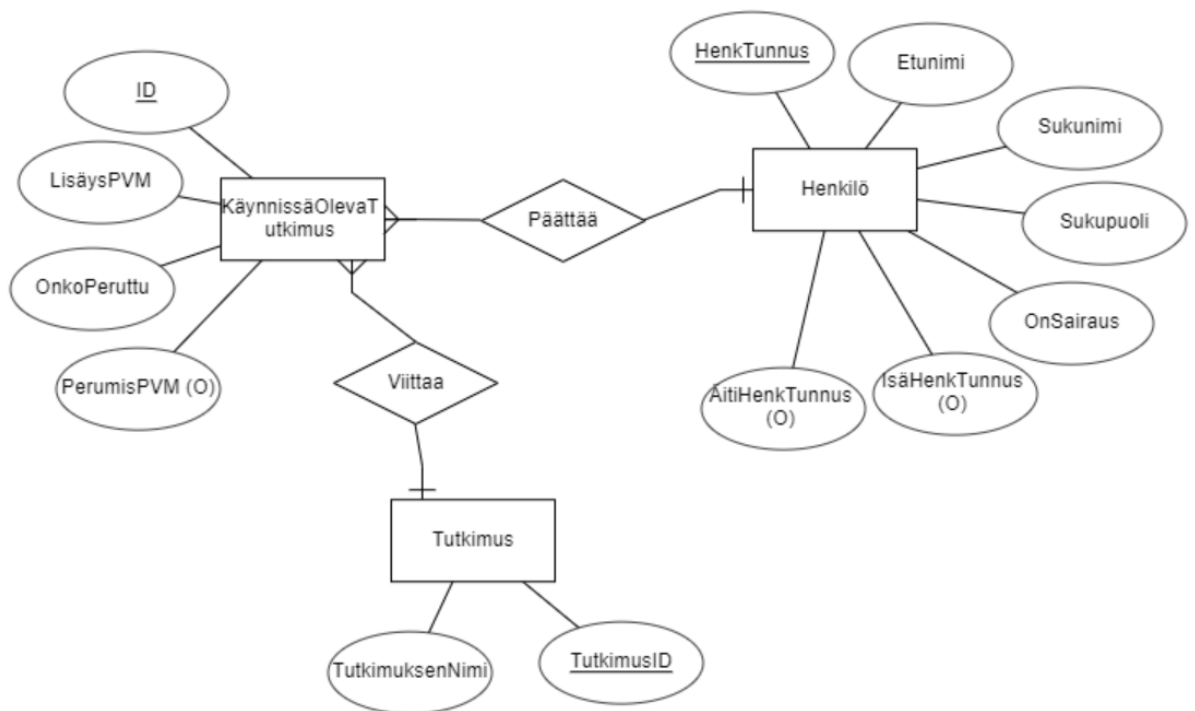 ID
LisäysPVM
OnkoPeruttu
PerumisPVM (O)
KäynnissäOlevaT
utkimus
Päättää
HenkTunnus
Etunimi
Sukunimi
Henkilö
Sukupuoli
OnSairaus
IsäHenkTunnus
(O)
ÄitiHenkTunnus
(O)
Viittaa
Tutkimus
TutkimuksenNimi
TutkimusID